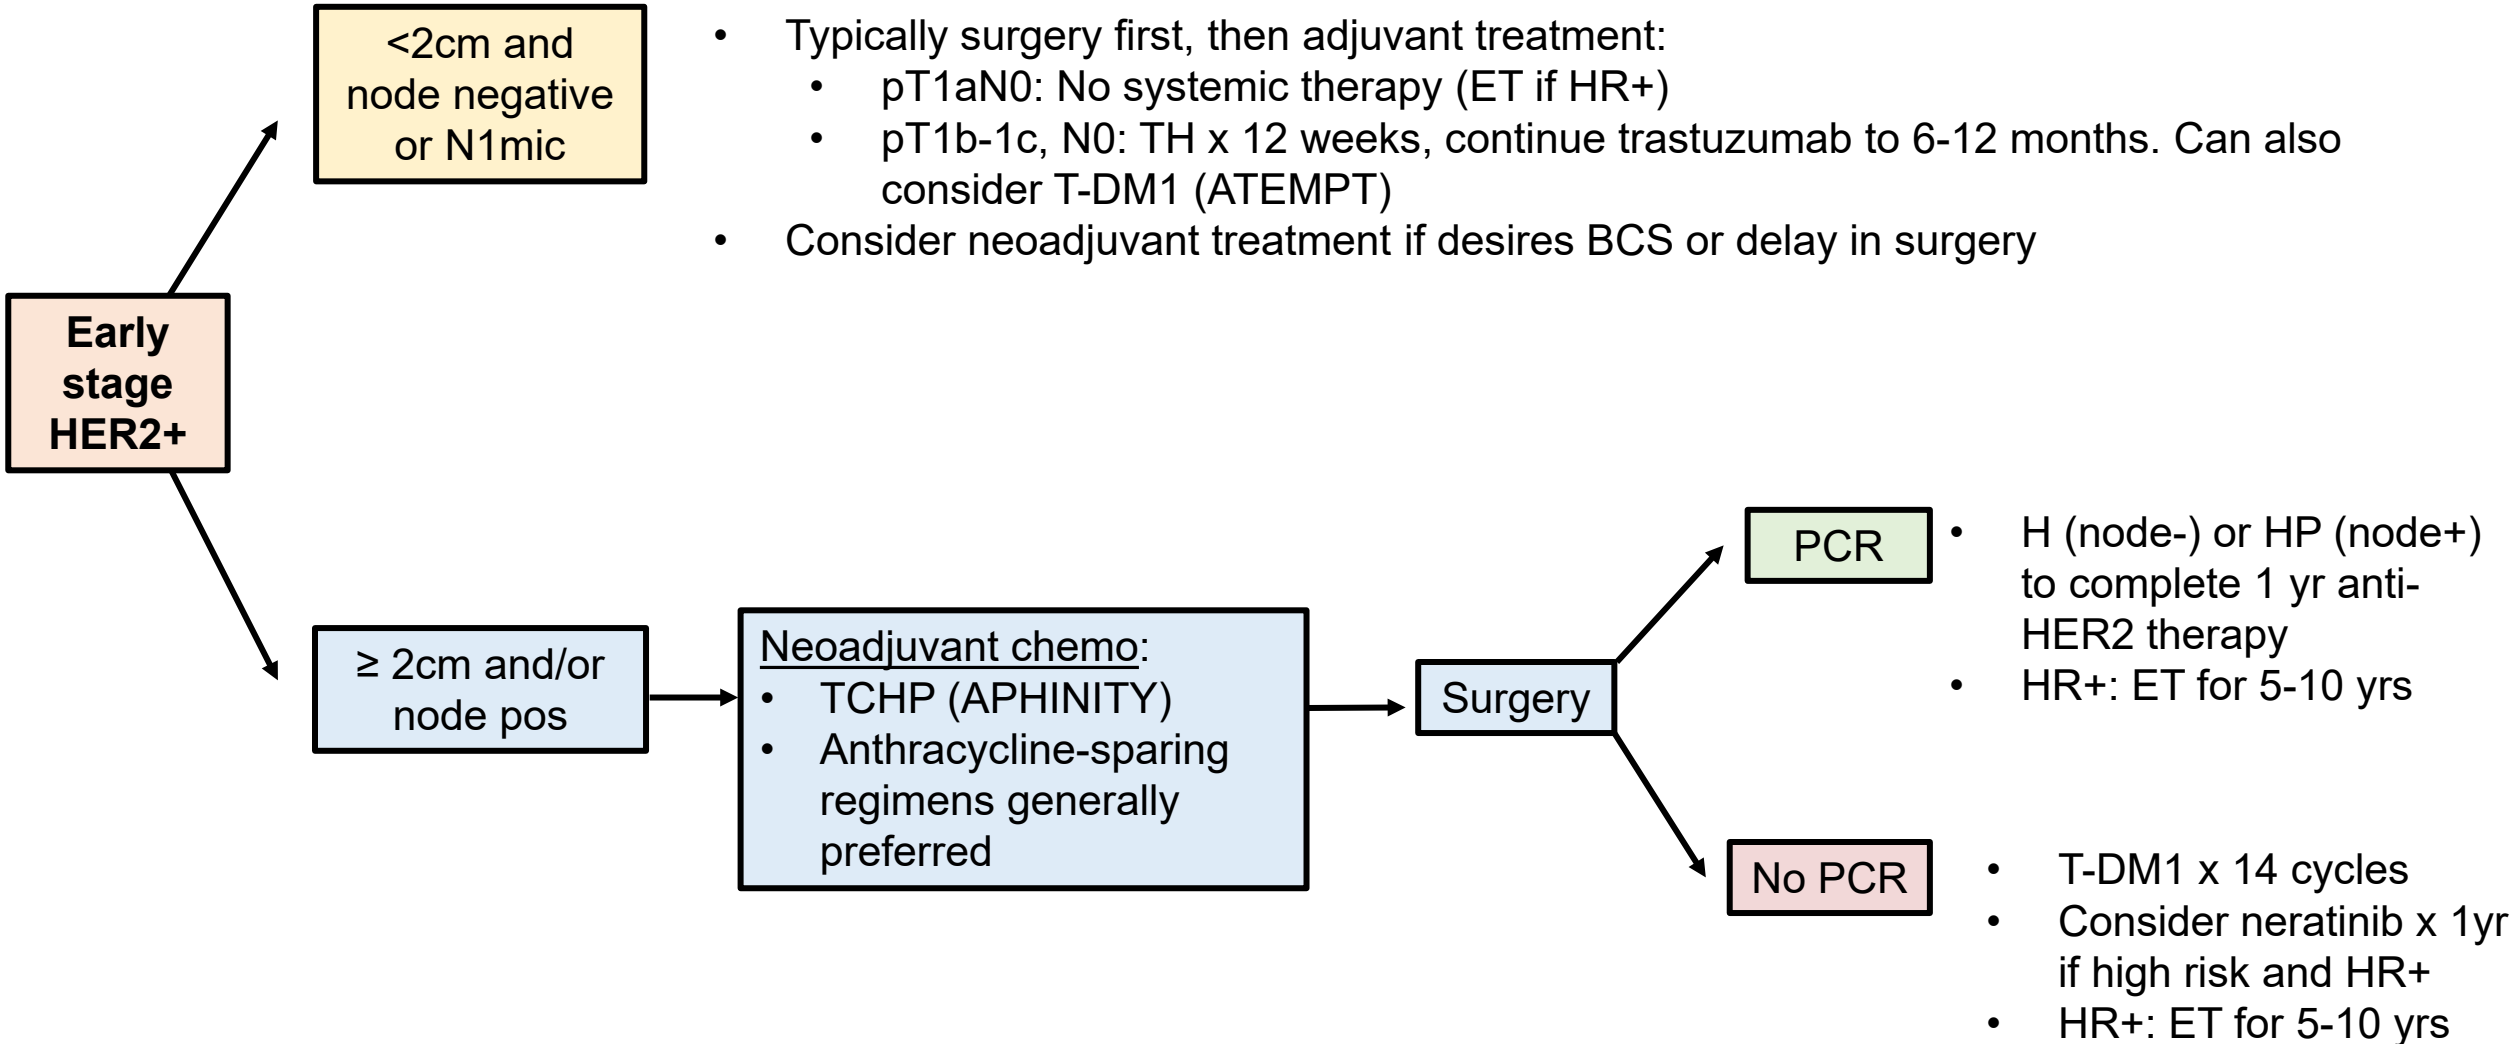 <2cm and
node negative
or N1mic
• Typically surgery first, then adjuvant treatment:
• pT1aN0: No systemic therapy (ET if HR+)
• pT1b-1c, N0: TH x 12 weeks, continue trastuzumab to 6-12 months. Can also
consider T-DM1 (ATEMPT)
• Consider neoadjuvant treatment if desires BCS or delay in surgery
Early
stage
HER2+
≥ 2cm and/or
node pos
Neoadjuvant chemo:
• TCHP (APHINITY)
• Anthracycline-sparing
regimens generally
preferred
Surgery
PCR
• H (node-) or HP (node+)
to complete 1 yr anti-
HER2 therapy
• HR+: ET for 5-10 yrs
No PCR
• T-DM1 x 14 cycles
• Consider neratinib x 1yr
if high risk and HR+
• HR+: ET for 5-10 yrs